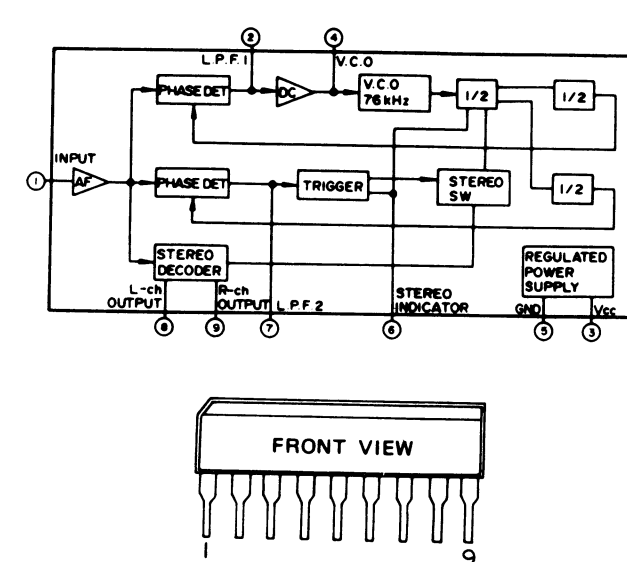 2 4
L.P.F.1 V.C.O
PHASE DET DC V.C.O 76kHz 1/2 1/2
INPUT
1 AF PHASE DET TRIGGER STEREO SW 1/2
STEREO DECODER
REGULATED POWER SUPPLY
L-ch OUTPUT R-ch OUTPUT L.P.F.2 STEREO INDICATOR GND Vcc
8 9 7 6 5 3
FRONT VIEW
1 9